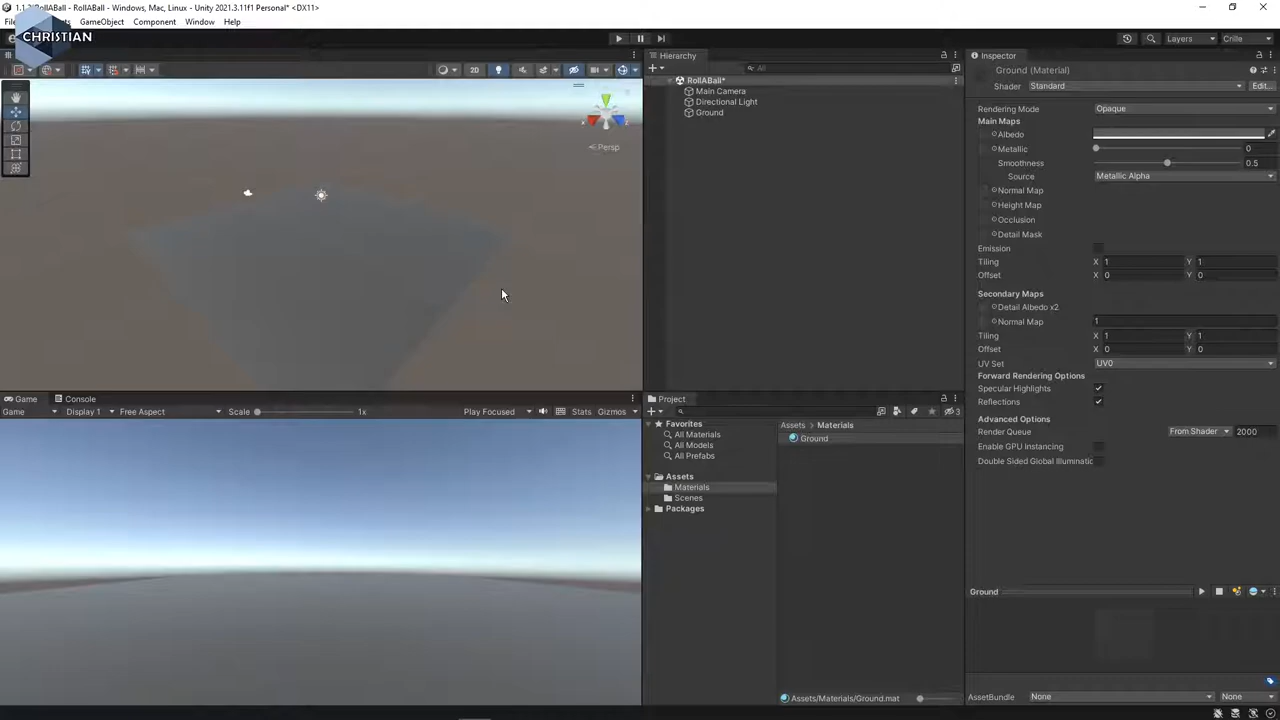 RollABall - Windows, Mac, Linux - Unity 2021.3.11f1 Personal* <DX11>
CHRISTIAN
GameObject Component Window Help
Layers Crille
2D
Persp
Hierarchy
All
RollABall*
Main Camera
Directional Light
Ground
Inspector
Ground (Material)
Shader Standard Edit...
Rendering Mode Opaque
Main Maps
Albedo
Metallic 0
Smoothness 0.5
Source Metallic Alpha
Normal Map
Height Map
Occlusion
Detail Mask
Emission
Tiling X 1 Y 1
Offset X 0 Y 0
Secondary Maps
Detail Albedo x2
Normal Map 1
Tiling X 1 Y 1
Offset X 0 Y 0
UV Set UV0
Forward Rendering Options
Specular Highlights
Reflections
Advanced Options
Render Queue From Shader 2000
Enable GPU Instancing
Double Sided Global Illuminatic
Ground
AssetBundle None None
Game Console
Game Display 1 Free Aspect Scale 1x Play Focused Stats Gizmos
Project
3
Favorites
All Materials
All Models
All Prefabs
Assets
Materials
Scenes
Packages
Assets > Materials
Ground
Assets/Materials/Ground.mat